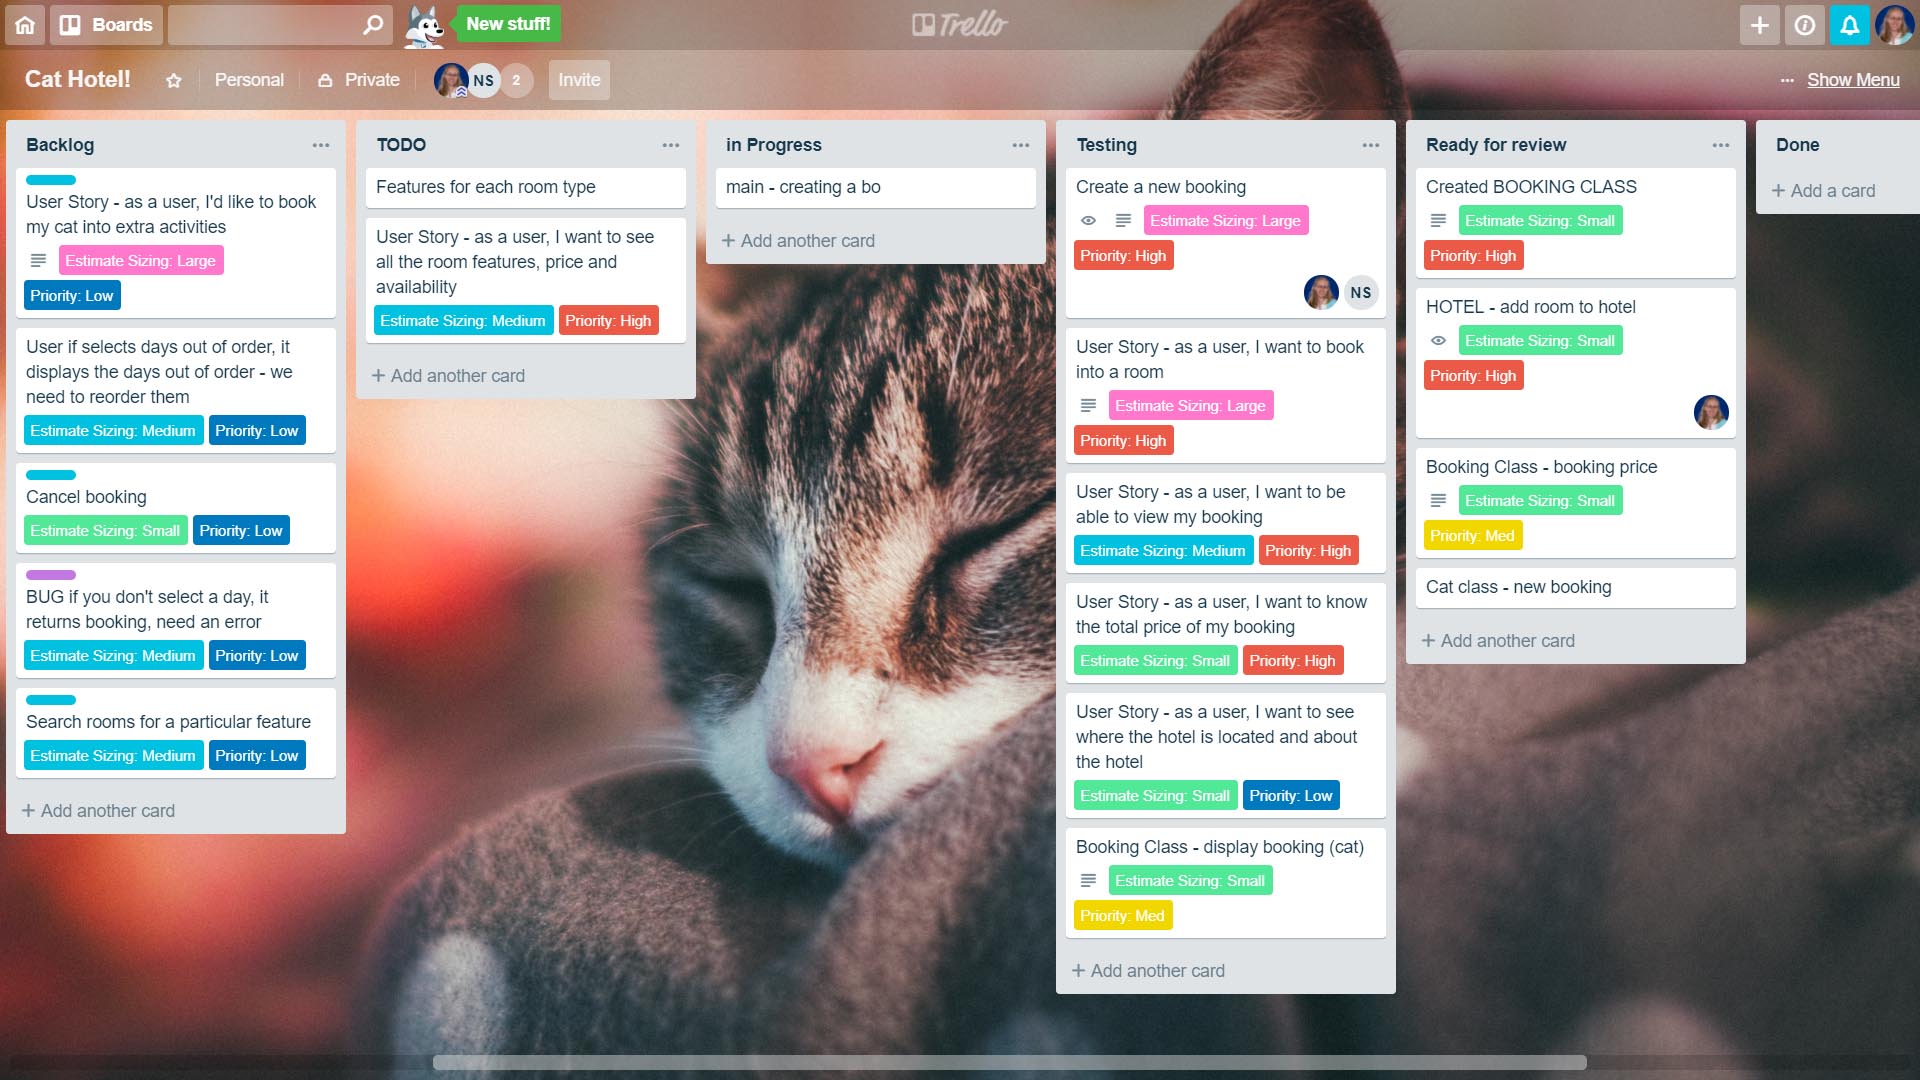 Boards
New stuff!
Trello
Cat Hotel!
Personal
Private
NS
2
Invite
Show Menu
Backlog
User Story - as a user, I'd like to book
my cat into extra activities
Estimate Sizing: Large
Priority: Low
User if selects days out of order, it
displays the days out of order - we
need to reorder them
Estimate Sizing: Medium
Priority: Low
Cancel booking
Estimate Sizing: Small
Priority: Low
BUG if you don't select a day, it
returns booking, need an error
Estimate Sizing: Medium
Priority: Low
Search rooms for a particular feature
Estimate Sizing: Medium
Priority: Low
+ Add another card
TODO
Features for each room type
User Story - as a user, I want to see
all the room features, price and
availability
Estimate Sizing: Medium
Priority: High
+ Add another card
in Progress
main - creating a bo
+ Add another card
Testing
Create a new booking
Estimate Sizing: Large
Priority: High
NS
User Story - as a user, I want to book
into a room
Estimate Sizing: Large
Priority: High
User Story - as a user, I want to be
able to view my booking
Estimate Sizing: Medium
Priority: High
User Story - as a user, I want to know
the total price of my booking
Estimate Sizing: Small
Priority: High
User Story - as a user, I want to see
where the hotel is located and about
the hotel
Estimate Sizing: Small
Priority: Low
Booking Class - display booking (cat)
Estimate Sizing: Small
Priority: Med
+ Add another card
Ready for review
Created BOOKING CLASS
Estimate Sizing: Small
Priority: High
HOTEL - add room to hotel
Estimate Sizing: Small
Priority: High
Booking Class - booking price
Estimate Sizing: Small
Priority: Med
Cat class - new booking
+ Add another card
Done
+ Add a card